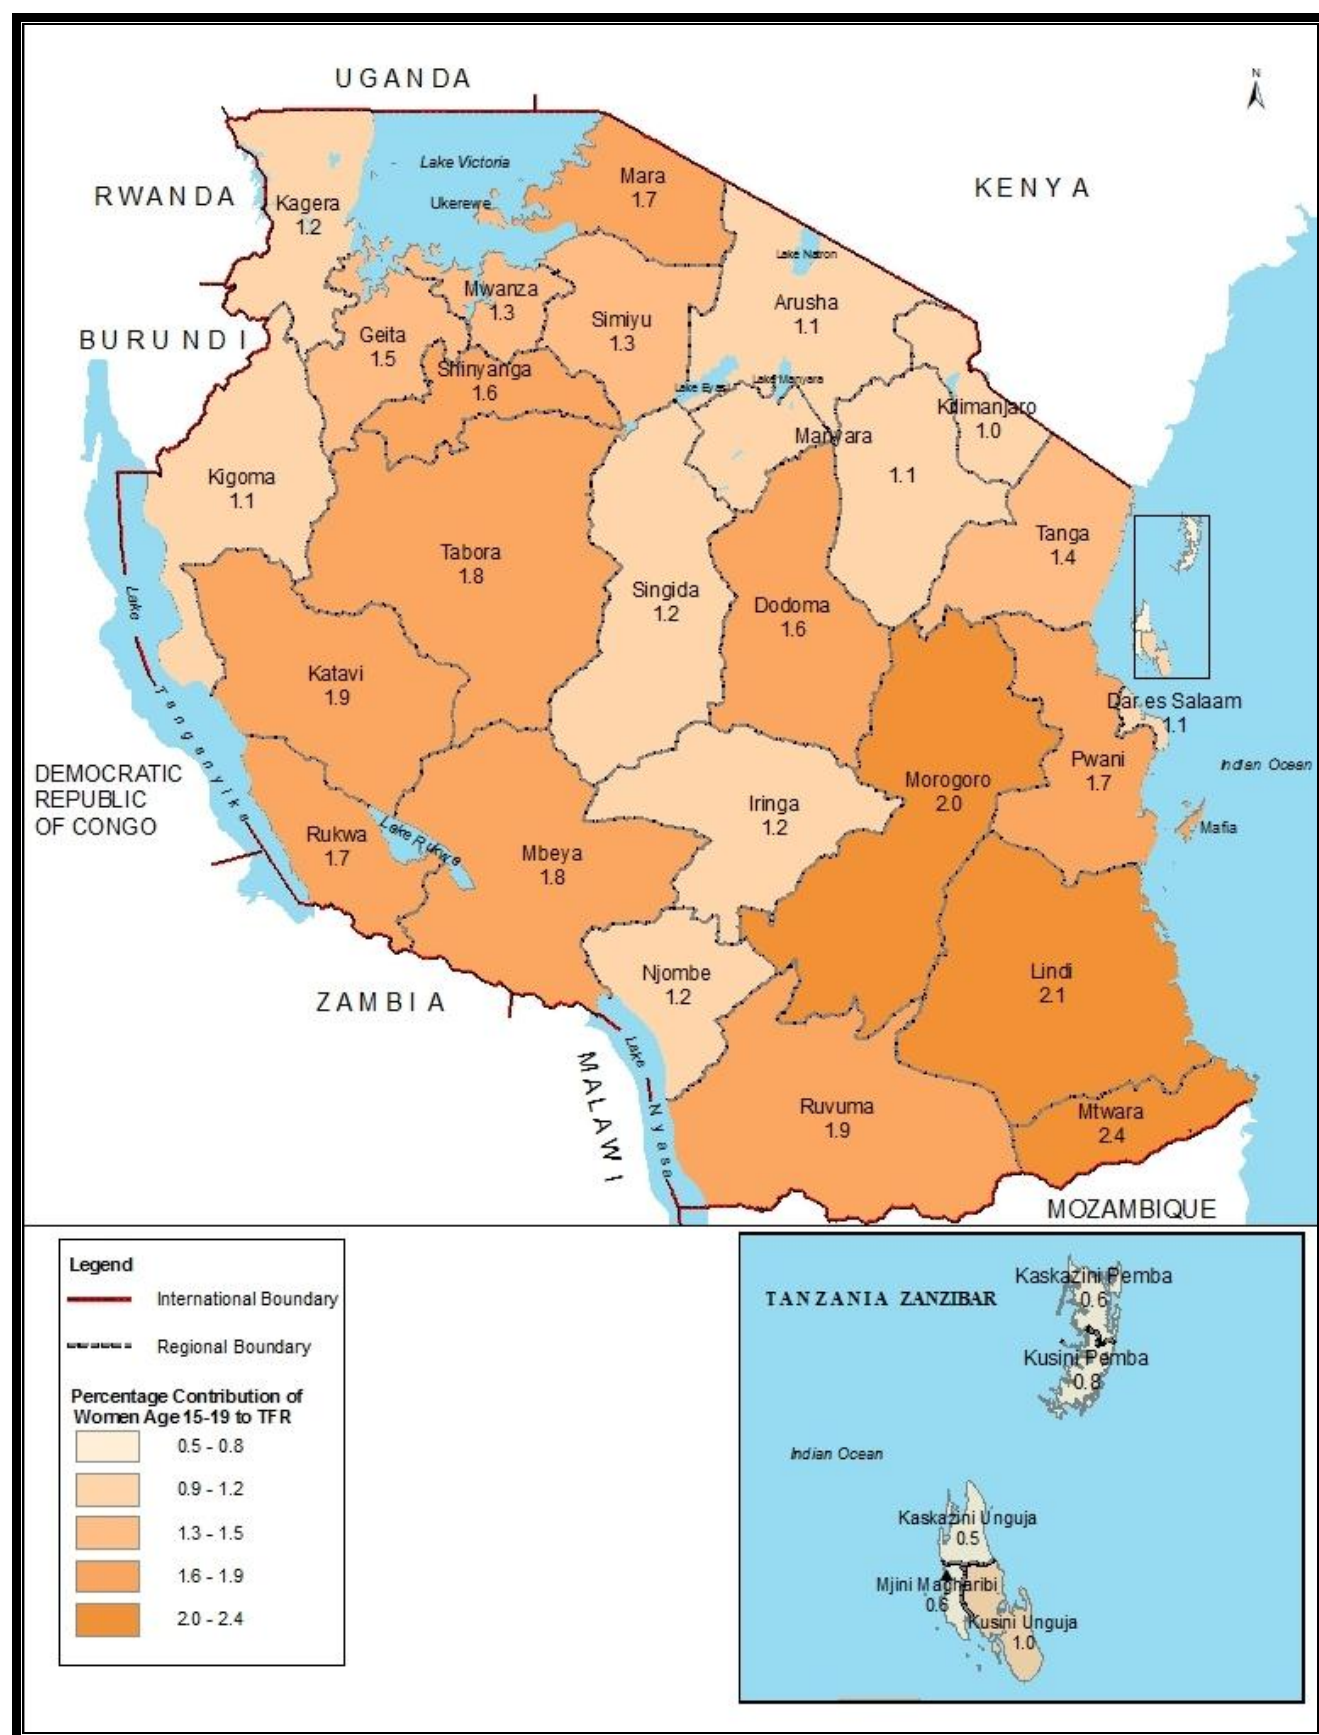 UGANDA
N
Lake Victoria
RWANDA
KENYA
Mara
1.7
Kagera
1.2
Ukerewe
Lake Natron
Mwanza
1.3
Arusha
1.1
Simiyu
1.3
BURUNDI
Geita
1.5
Shinyanga
1.6
Lake Eyasi
Lake Manyara
Kilimanjaro
1.0
Manyara
1.1
Kigoma
1.1
Tanga
1.4
Tabora
1.8
Singida
1.2
Dodoma
1.6
Lake Tanganyika
Katavi
1.9
Dar es Salaam
1.1
Indian Ocean
DEMOCRATIC
REPUBLIC
OF CONGO
Pwani
1.7
Morogoro
2.0
Iringa
1.2
Mafia
Rukwa
1.7
Lake Rukwa
Mbeya
1.8
Njombe
1.2
Lindi
2.1
ZAMBIA
MALAWI
Lake Nyasa
Ruvuma
1.9
Mtwara
2.4
MOZAMBIQUE
Legend
International Boundary
Regional Boundary
Percentage Contribution of
Women Age 15-19 to TFR
0.5 - 0.8
0.9 - 1.2
1.3 - 1.5
1.6 - 1.9
2.0 - 2.4
TANZANIA ZANZIBAR
Kaskazini Pemba
0.6
Kusini Pemba
0.8
Indian Ocean
Kaskazini Unguja
0.5
Mjini Magharibi
0.6
Kusini Unguja
1.0